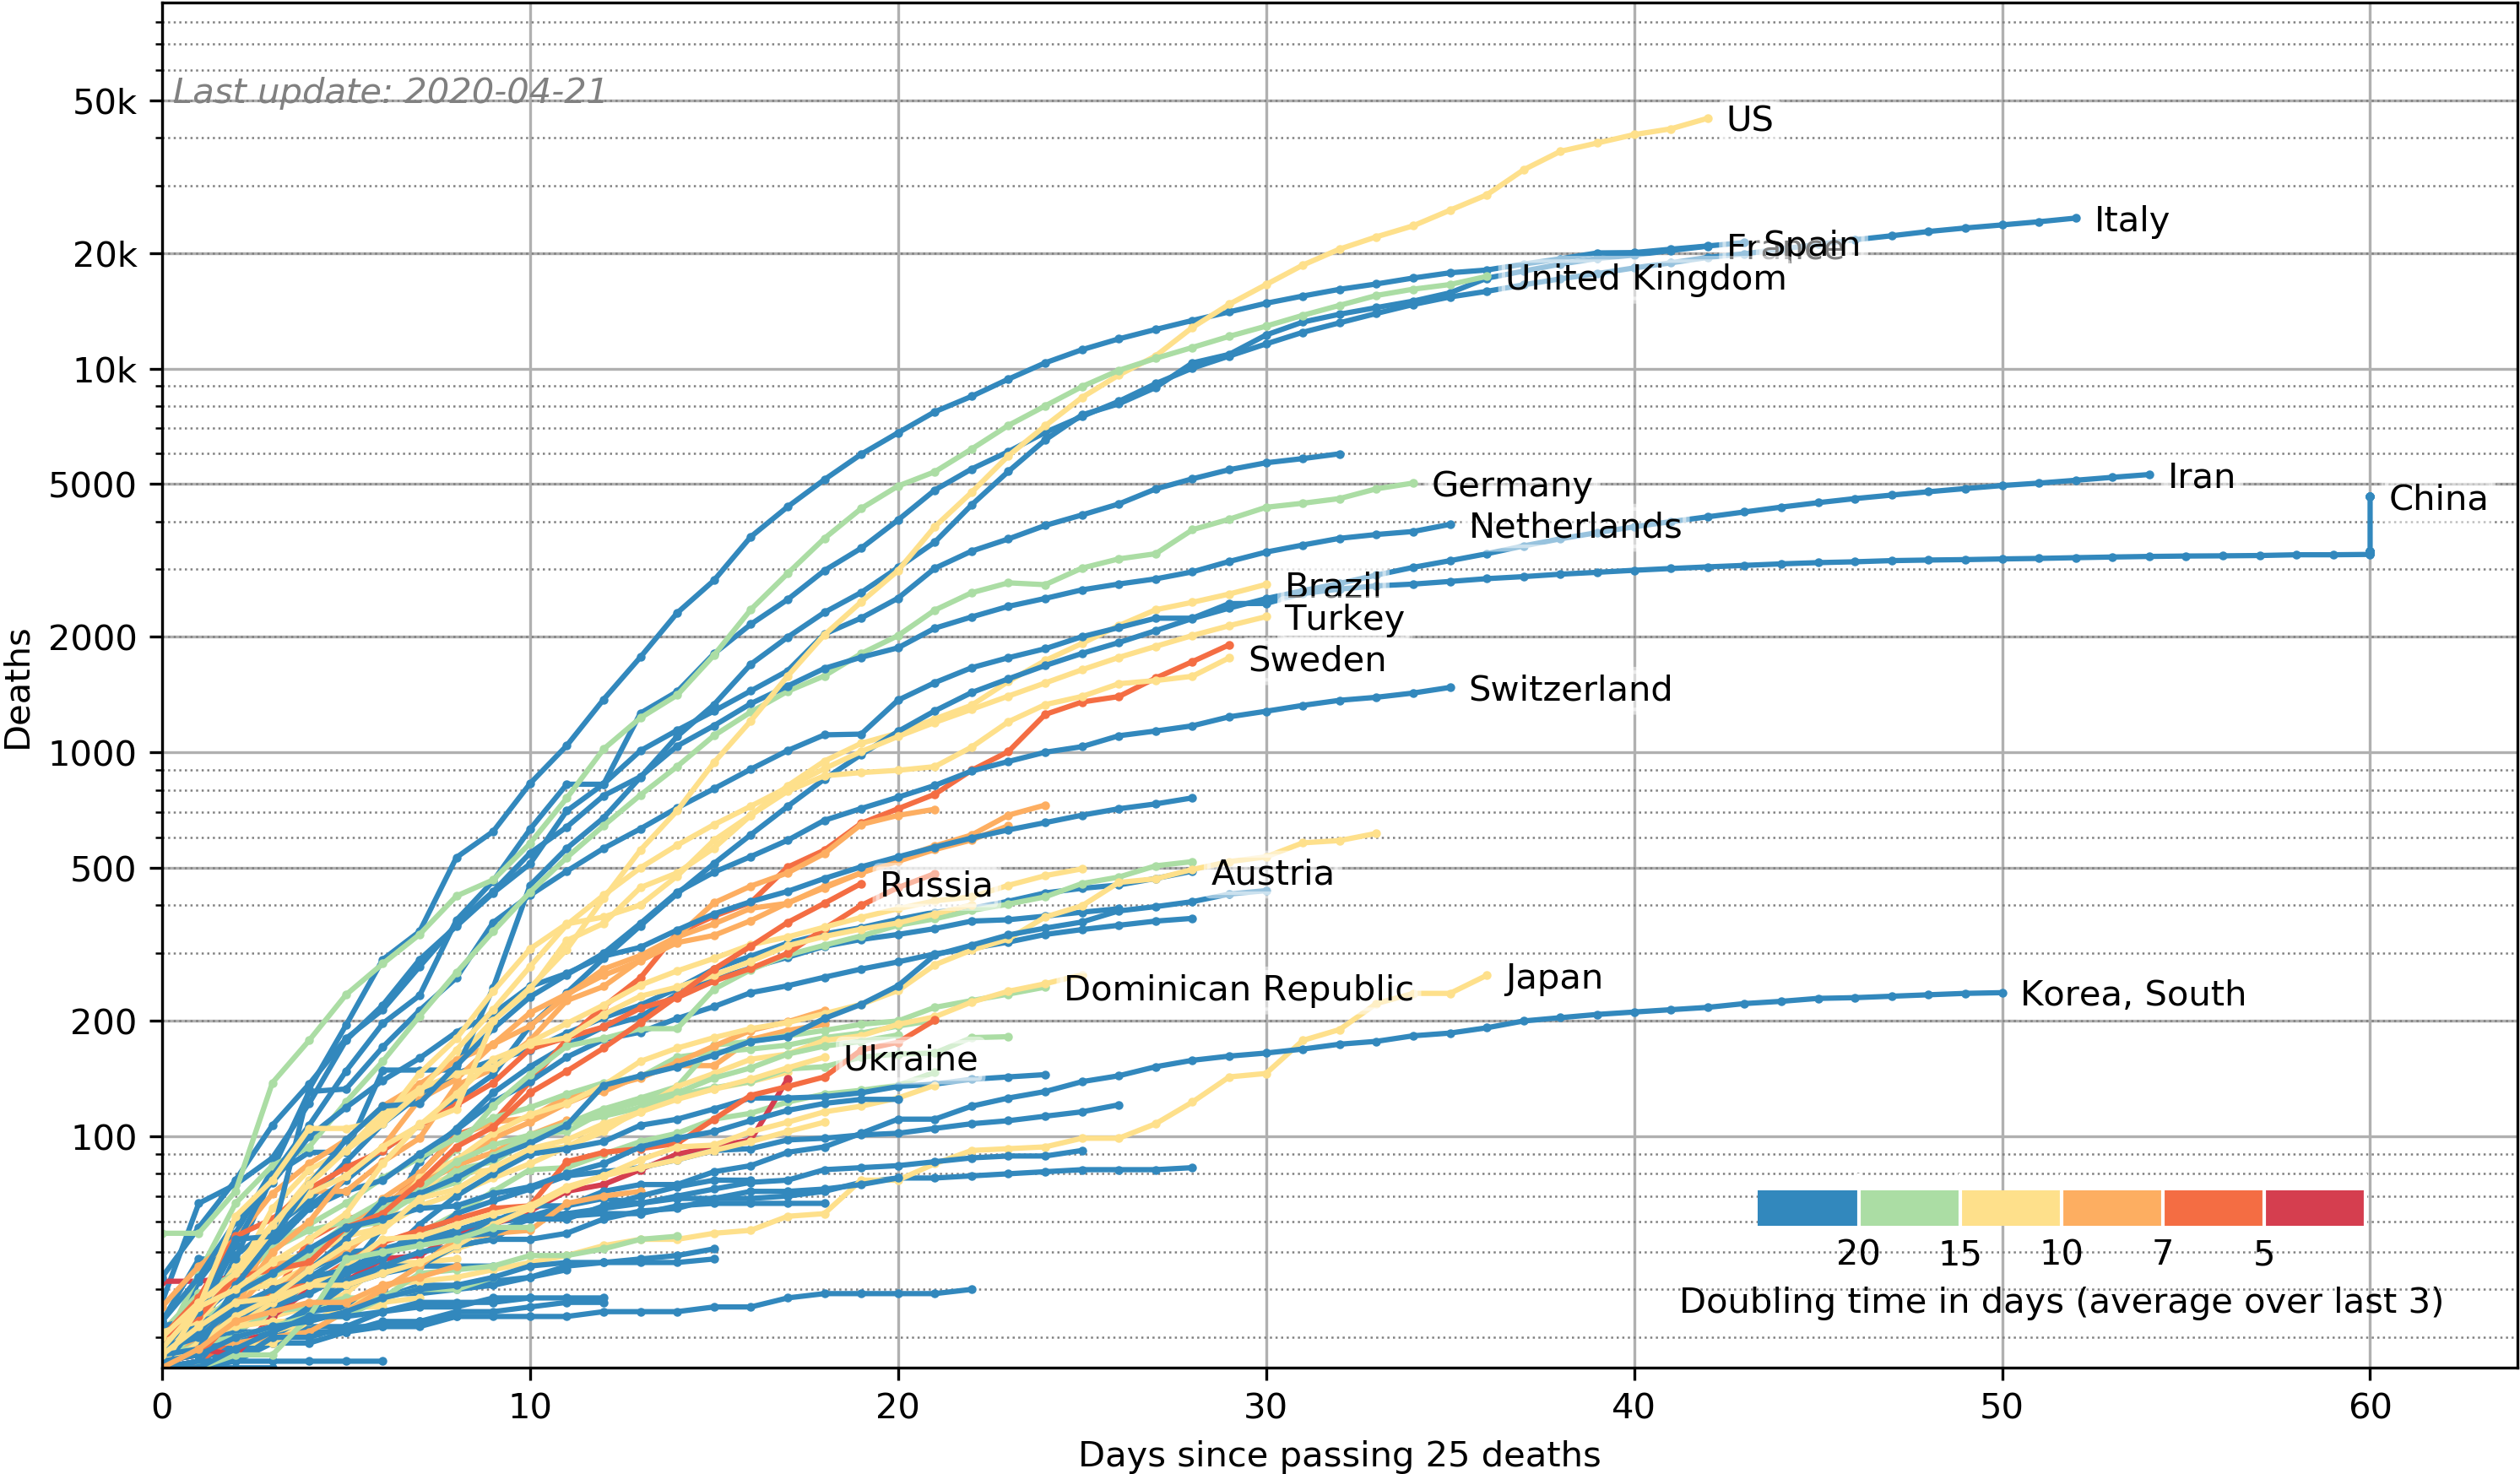 Last update: 2020-04-21
50k
20k
10k
5000
2000
1000
500
200
100
Deaths
US
Italy
France
Spain
United Kingdom
Germany
Iran
China
Netherlands
Brazil
Turkey
Sweden
Switzerland
Austria
Russia
Dominican Republic
Japan
Korea, South
Ukraine
20 15 10 7 5
Doubling time in days (average over last 3)
0 10 20 30 40 50 60
Days since passing 25 deaths